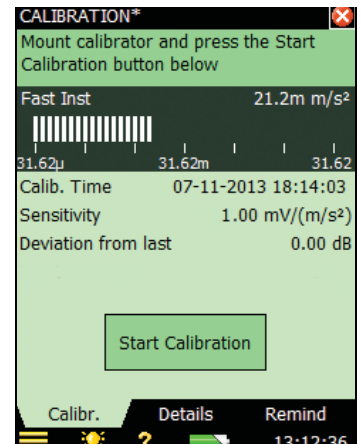 CALIBRATION*
Mount calibrator and press the Start
Calibration button below
Fast Inst 21.2m m/s²
31.62µ 31.62m 31.62
Calib. Time 07-11-2013 18:14:03
Sensitivity 1.00 mV/(m/s²)
Deviation from last 0.00 dB
Start Calibration
Calibr. Details Remind
? 13:12:36